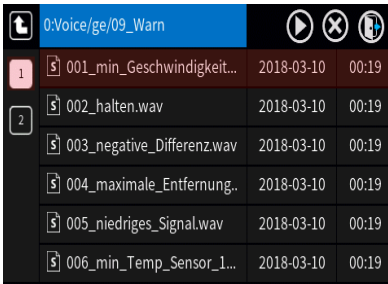 0:Voice/ge/09_Warn
1 S 001_min_Geschwindigkeit... 2018-03-10 00:19
2 S 002_halten.wav 2018-03-10 00:19
S 003_negative_Differenz.wav 2018-03-10 00:19
S 004_maximale_Entfernung.. 2018-03-10 00:19
S 005_niedriges_Signal.wav 2018-03-10 00:19
S 006_min_Temp_Sensor_1... 2018-03-10 00:19